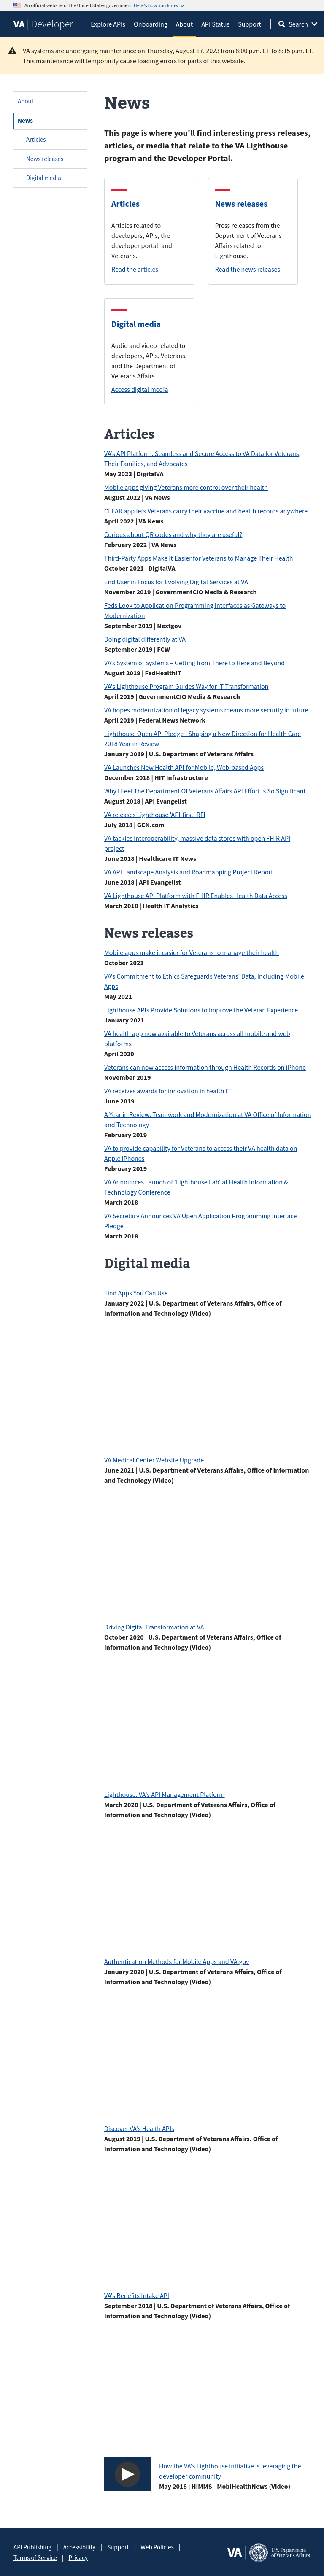 An official website of the United States government Here's how you know
VA | Developer
Explore APIs
Onboarding
About
API Status
Support
Search
VA systems are undergoing maintenance on Thursday, August 17, 2023 from 8:00 p.m. ET to 8:15 p.m. ET.
This maintenance will temporarily cause loading errors for parts of this website.
About
News
Articles
News releases
Digital media
News
This page is where you'll find interesting press releases,
articles, or media that relate to the VA Lighthouse
program and the Developer Portal.
Articles
Articles related to
developers, APIs, the
developer portal, and
Veterans.
Read the articles
News releases
Press releases from the
Department of Veterans
Affairs related to
Lighthouse.
Read the news releases
Digital media
Audio and video related to
developers, APIs, Veterans,
and the Department of
Veterans Affairs.
Access digital media
Articles
VA's API Platform: Seamless and Secure Access to VA Data for Veterans,
Their Families, and Advocates
May 2023 | DigitalVA
Mobile apps giving Veterans more control over their health
August 2022 | VA News
CLEAR app lets Veterans carry their vaccine and health records anywhere
April 2022 | VA News
Curious about QR codes and why they are useful?
February 2022 | VA News
Third-Party Apps Make It Easier for Veterans to Manage Their Health
October 2021 | DigitalVA
End User in Focus for Evolving Digital Services at VA
November 2019 | GovernmentCIO Media & Research
Feds Look to Application Programming Interfaces as Gateways to
Modernization
September 2019 | Nextgov
Doing digital differently at VA
September 2019 | FCW
VA's System of Systems – Getting from There to Here and Beyond
August 2019 | FedHealthIT
VA's Lighthouse Program Guides Way for IT Transformation
April 2019 | GovernmentCIO Media & Research
VA hopes modernization of legacy systems means more security in future
April 2019 | Federal News Network
Lighthouse Open API Pledge - Shaping a New Direction for Health Care
2018 Year in Review
January 2019 | U.S. Department of Veterans Affairs
VA Launches New Health API for Mobile, Web-based Apps
December 2018 | HIT Infrastructure
Why I Feel The Department Of Veterans Affairs API Effort Is So Significant
August 2018 | API Evangelist
VA releases Lighthouse 'API-first' RFI
July 2018 | GCN.com
VA tackles interoperability, massive data stores with open FHIR API
project
June 2018 | Healthcare IT News
VA API Landscape Analysis and Roadmapping Project Report
June 2018 | API Evangelist
VA Lighthouse API Platform with FHIR Enables Health Data Access
March 2018 | Health IT Analytics
News releases
Mobile apps make it easier for Veterans to manage their health
October 2021
VA's Commitment to Ethics Safeguards Veterans' Data, Including Mobile
Apps
May 2021
Lighthouse APIs Provide Solutions to Improve the Veteran Experience
January 2021
VA health app now available to Veterans across all mobile and web
platforms
April 2020
Veterans can now access information through Health Records on iPhone
November 2019
VA receives awards for innovation in health IT
June 2019
A Year in Review: Teamwork and Modernization at VA Office of Information
and Technology
February 2019
VA to provide capability for Veterans to access their VA health data on
Apple iPhones
February 2019
VA Announces Launch of 'Lighthouse Lab' at Health Information &
Technology Conference
March 2018
VA Secretary Announces VA Open Application Programming Interface
Pledge
March 2018
Digital media
Find Apps You Can Use
January 2022 | U.S. Department of Veterans Affairs, Office of
Information and Technology (Video)
VA Medical Center Website Upgrade
June 2021 | U.S. Department of Veterans Affairs, Office of Information
and Technology (Video)
Driving Digital Transformation at VA
October 2020 | U.S. Department of Veterans Affairs, Office of
Information and Technology (Video)
Lighthouse: VA's API Management Platform
March 2020 | U.S. Department of Veterans Affairs, Office of
Information and Technology (Video)
Authentication Methods for Mobile Apps and VA.gov
January 2020 | U.S. Department of Veterans Affairs, Office of
Information and Technology (Video)
Discover VA's Health APIs
August 2019 | U.S. Department of Veterans Affairs, Office of
Information and Technology (Video)
VA's Benefits Intake API
September 2018 | U.S. Department of Veterans Affairs, Office of
Information and Technology (Video)
How the VA's Lighthouse initiative is leveraging the
developer community
May 2018 | HIMMS - MobiHealthNews (Video)
API Publishing | Accessibility | Support | Web Policies |
Terms of Service | Privacy
VA
U.S. Department
of Veterans Affairs